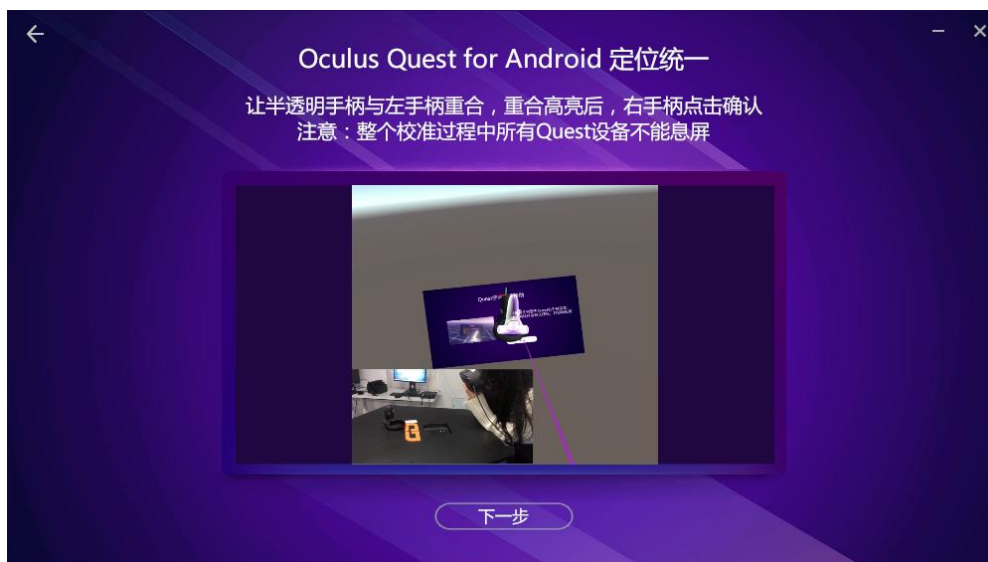 Oculus Quest for Android 定位统一
让半透明手柄与左手柄重合，重合高亮后，右手柄点击确认
注意：整个校准过程中所有Quest设备不能息屏
下一步